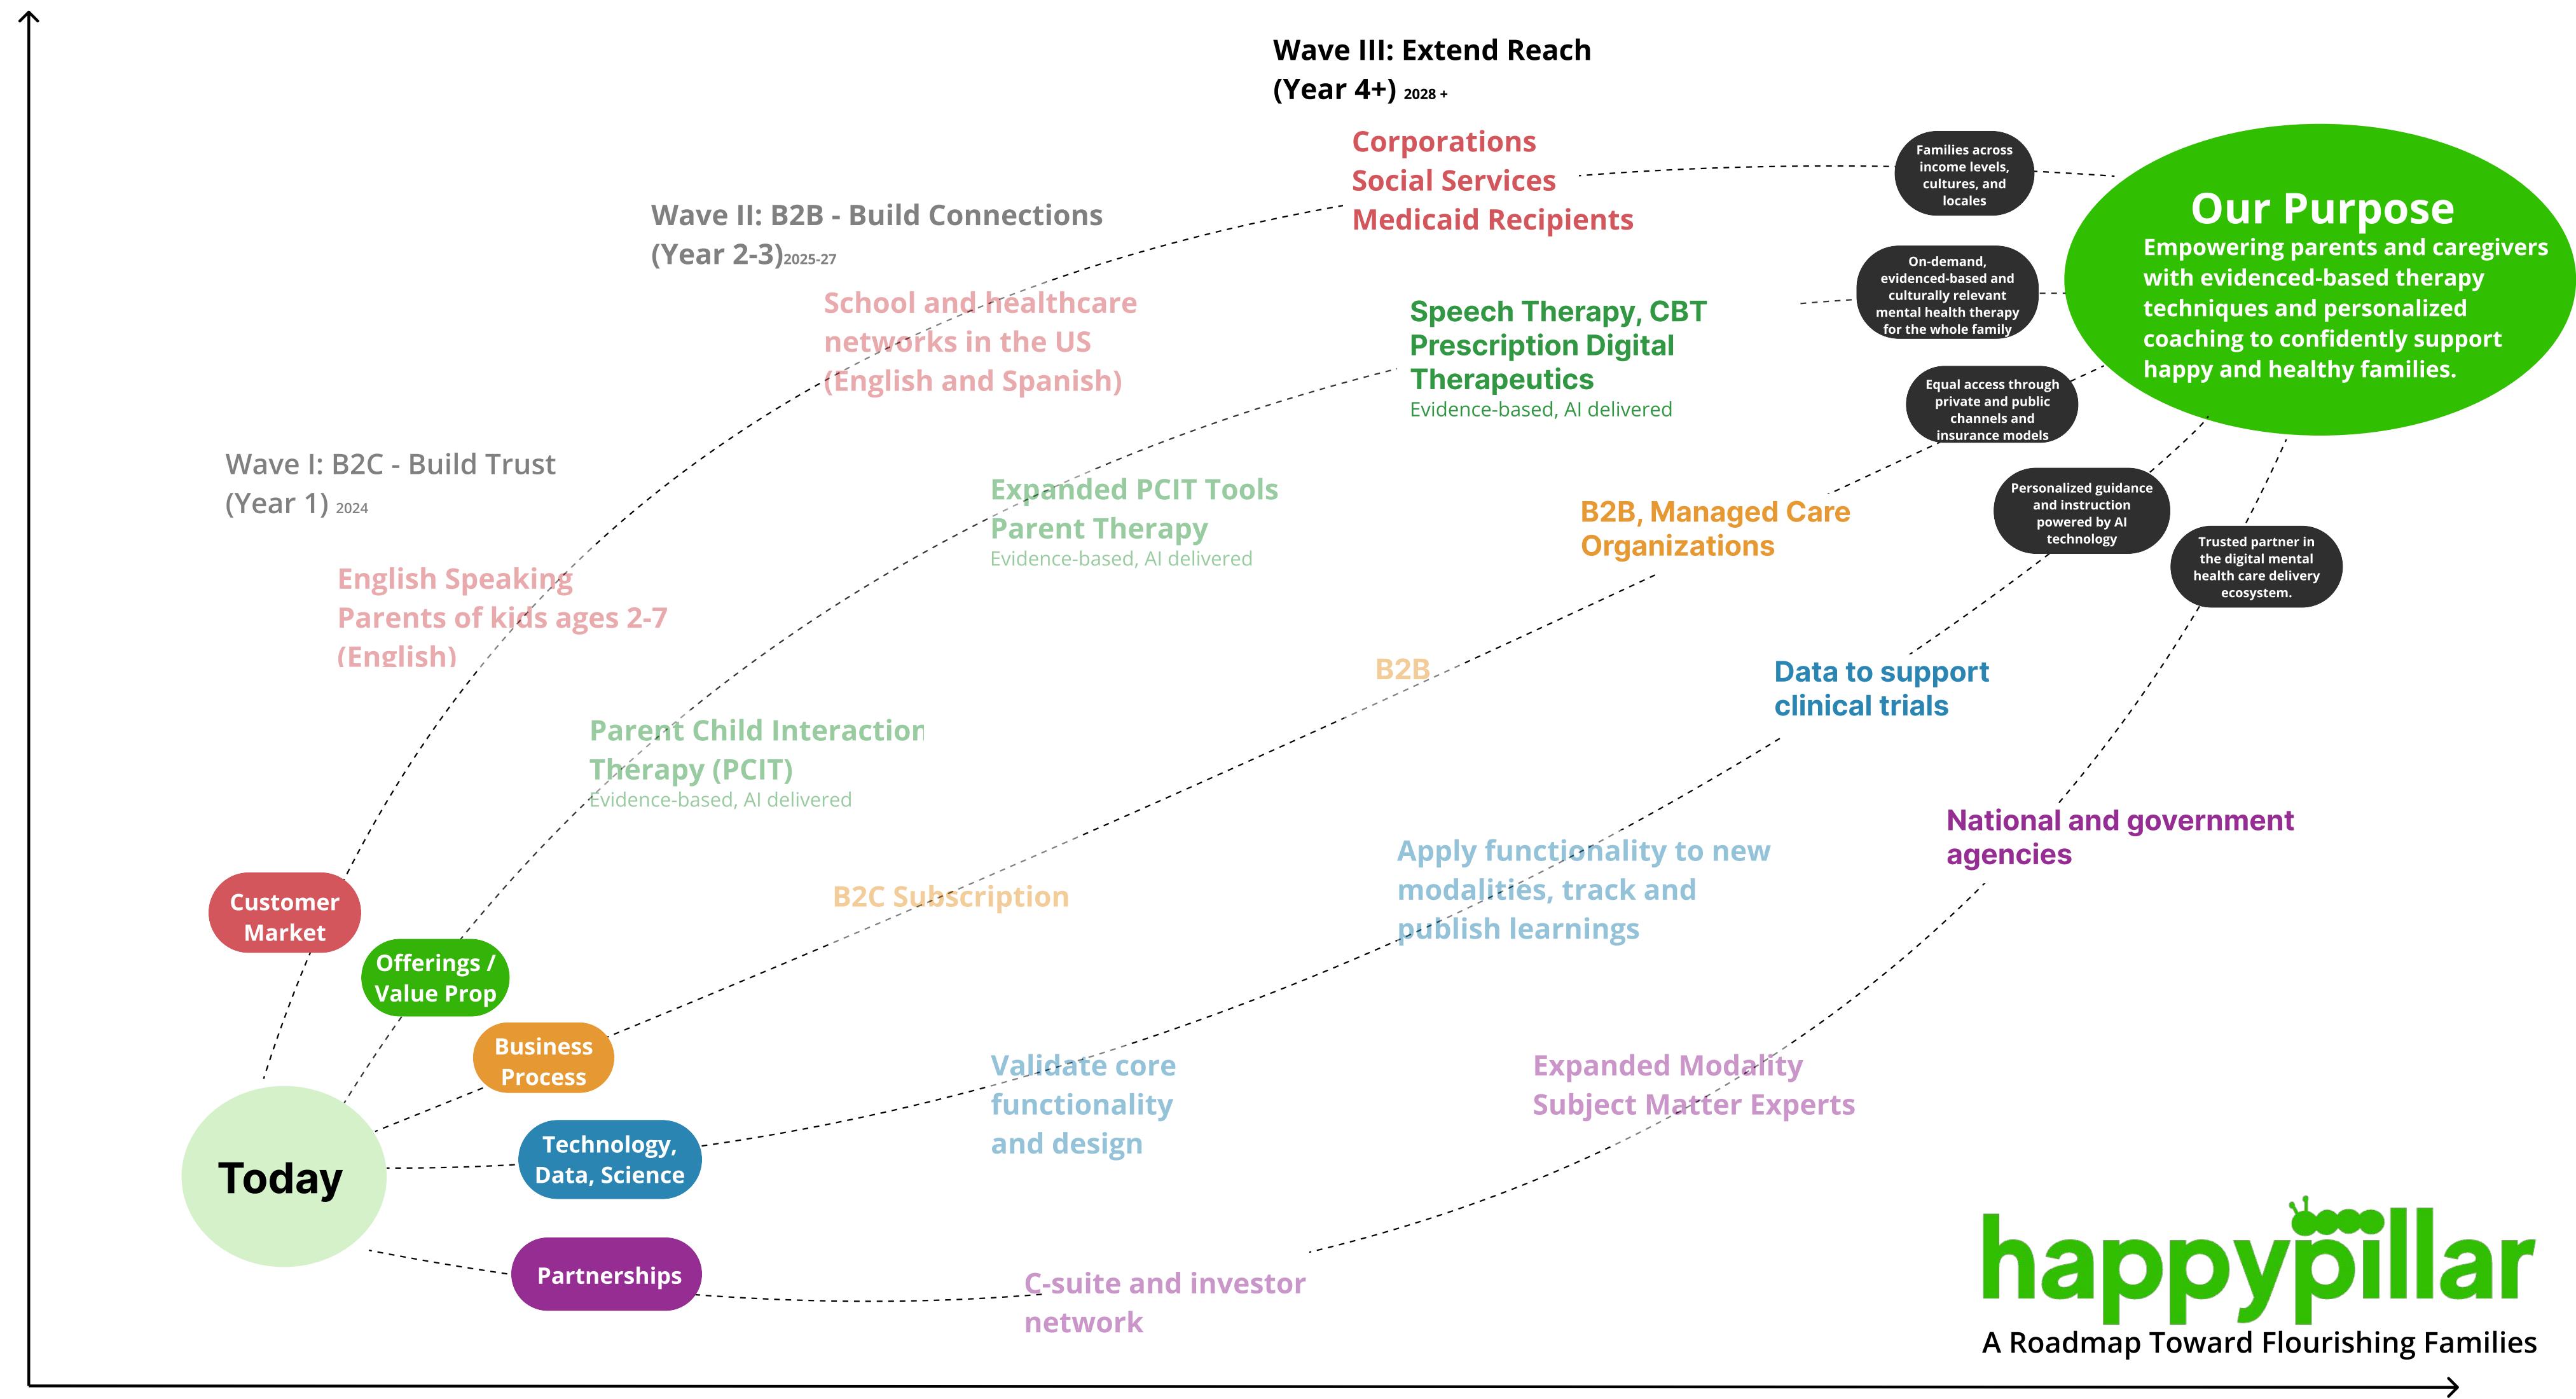 Wave III: Extend Reach
(Year 4+) 2028 +
Corporations
Social Services
Medicaid Recipients
Families across
income levels,
cultures, and
locales
Our Purpose
Empowering parents and caregivers
with evidenced-based therapy
techniques and personalized
coaching to confidently support
happy and healthy families.
Wave II: B2B - Build Connections
(Year 2-3)2025-27
School and healthcare
networks in the US
(English and Spanish)
On-demand,
evidenced-based and
culturally relevant
mental health therapy
for the whole family
Speech Therapy, CBT
Prescription Digital
Therapeutics
Evidence-based, AI delivered
Equal access through
private and public
channels and
insurance models
Wave I: B2C - Build Trust
(Year 1) 2024
English Speaking
Parents of kids ages 2-7
(English)
Expanded PCIT Tools
Parent Therapy
Evidence-based, AI delivered
B2B, Managed Care
Organizations
Personalized guidance
and instruction
powered by AI
technology
Trusted partner in
the digital mental
health care delivery
ecosystem.
B2B
Data to support
clinical trials
Parent Child Interaction
Therapy (PCIT)
Evidence-based, AI delivered
National and government
agencies
Customer
Market
B2C Subscription
Apply functionality to new
modalities, track and
publish learnings
Offerings /
Value Prop
Business
Process
Validate core
functionality
and design
Expanded Modality
Subject Matter Experts
Today
Technology,
Data, Science
Partnerships
C-suite and investor
network
happypillar
A Roadmap Toward Flourishing Families